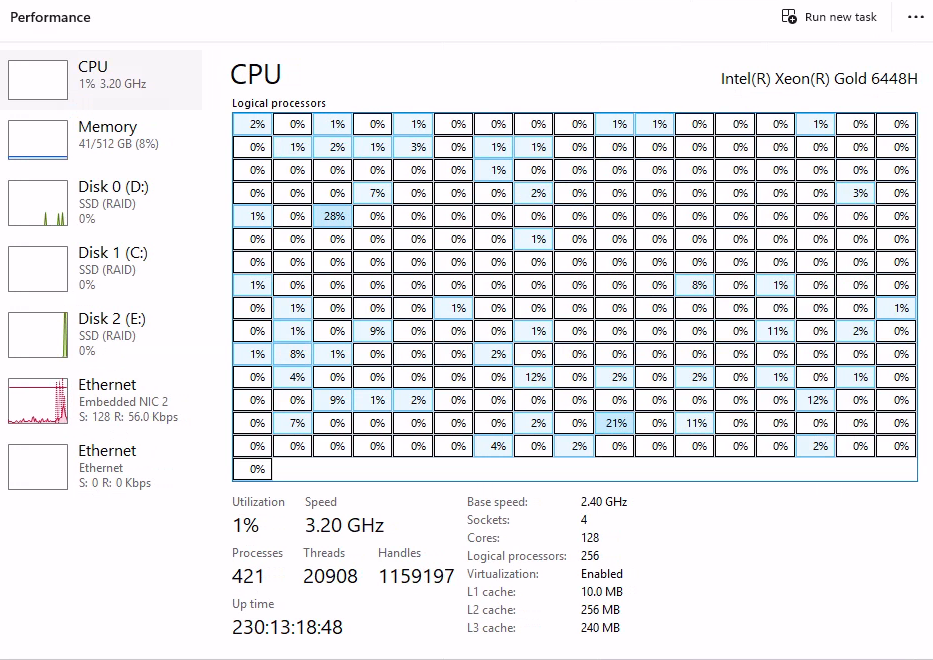 Performance
Run new task
CPU
1% 3.20 GHz
Memory
41/512 GB (8%)
Disk 0 (D:)
SSD (RAID)
0%
Disk 1 (C:)
SSD (RAID)
0%
Disk 2 (E:)
SSD (RAID)
0%
Ethernet
Embedded NIC 2
S: 128 R: 56.0 Kbps
Ethernet
Ethernet
S: 0 R: 0 Kbps
CPU
Intel(R) Xeon(R) Gold 6448H
Logical processors
2% 0% 1% 0% 1% 0% 0% 0% 0% 1% 1% 0% 0% 0% 1% 0% 0%
0% 1% 2% 1% 3% 0% 1% 1% 0% 0% 0% 0% 0% 0% 0% 0% 0%
0% 0% 0% 0% 0% 0% 1% 0% 0% 0% 0% 0% 0% 0% 0% 0% 0%
0% 0% 0% 7% 0% 0% 0% 2% 0% 0% 0% 0% 0% 0% 0% 3% 0%
1% 0% 28% 0% 0% 0% 0% 0% 0% 0% 0% 0% 0% 0% 0% 0% 0%
0% 0% 0% 0% 0% 0% 0% 1% 0% 0% 0% 0% 0% 0% 0% 0% 0%
0% 0% 0% 0% 0% 0% 0% 0% 0% 0% 0% 0% 0% 0% 0% 0% 0%
1% 0% 0% 0% 0% 0% 0% 0% 0% 0% 0% 8% 0% 1% 0% 0% 0%
0% 1% 0% 0% 0% 1% 0% 0% 0% 0% 0% 0% 0% 0% 0% 0% 1%
0% 1% 0% 9% 0% 0% 0% 1% 0% 0% 0% 0% 0% 11% 0% 2% 0%
1% 8% 1% 0% 0% 0% 2% 0% 0% 0% 0% 0% 0% 0% 0% 0% 0%
0% 4% 0% 0% 0% 0% 0% 12% 0% 2% 0% 2% 0% 1% 0% 1% 0%
0% 0% 9% 1% 2% 0% 0% 0% 0% 0% 0% 0% 0% 0% 12% 0% 0%
0% 7% 0% 0% 0% 0% 0% 2% 0% 21% 0% 11% 0% 0% 0% 0% 0%
0% 0% 0% 0% 0% 0% 4% 0% 2% 0% 0% 0% 0% 0% 2% 0% 0%
0%
Utilization Speed
1% 3.20 GHz
Processes Threads Handles
421 20908 1159197
Up time
230:13:18:48
Base speed: 2.40 GHz
Sockets: 4
Cores: 128
Logical processors: 256
Virtualization: Enabled
L1 cache: 10.0 MB
L2 cache: 256 MB
L3 cache: 240 MB